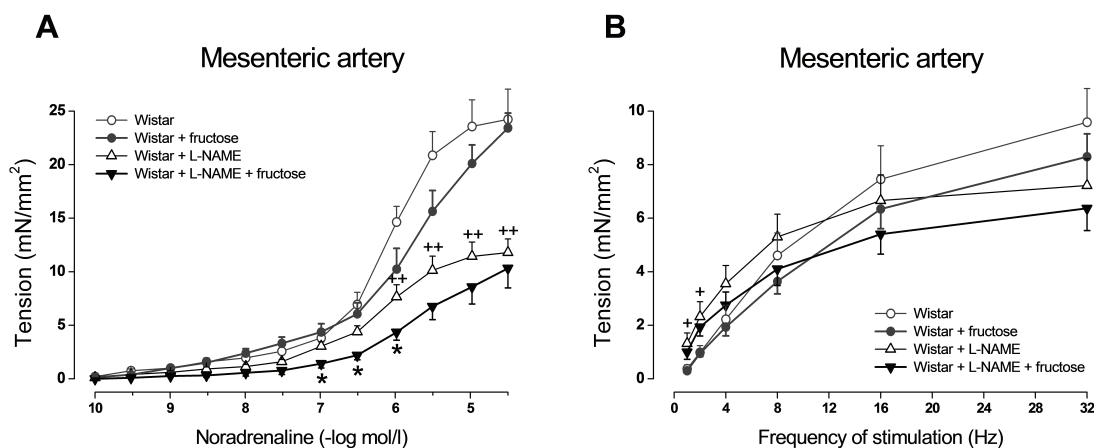 A
Mesenteric artery
Tension (mN/mm²)
25
20
15
10
5
0
Wistar
Wistar + fructose
Wistar + L-NAME
Wistar + L-NAME + fructose
++
++
++
++
*
*
*
10
9
8
7
6
5
Noradrenaline (-log mol/l)
B
Mesenteric artery
Tension (mN/mm²)
10
8
6
4
2
0
+
+
Wistar
Wistar + fructose
Wistar + L-NAME
Wistar + L-NAME + fructose
0
4
8
12
16
20
24
28
32
Frequency of stimulation (Hz)